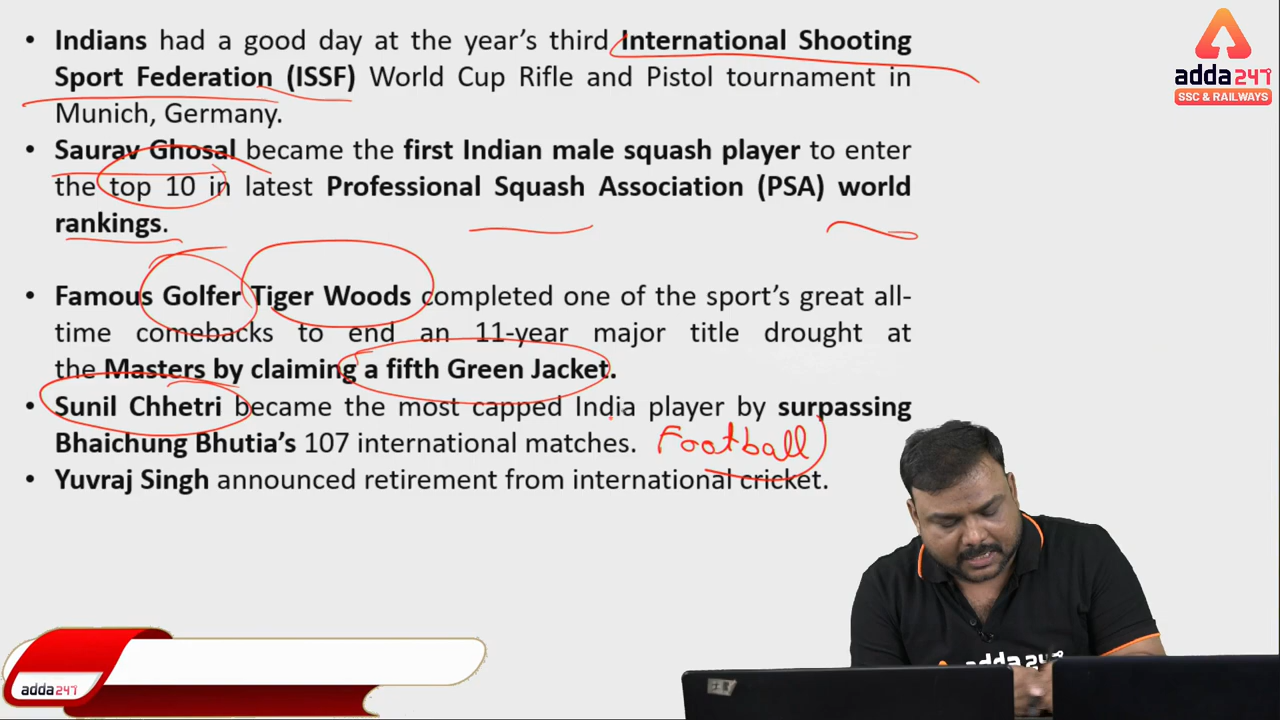 • Indians had a good day at the year’s third International Shooting
Sport Federation (ISSF) World Cup Rifle and Pistol tournament in
Munich, Germany.
• Saurav Ghosal became the first Indian male squash player to enter
the top 10 in latest Professional Squash Association (PSA) world
rankings.
• Famous Golfer Tiger Woods completed one of the sport’s great all-
time comebacks to end an 11-year major title drought at
the Masters by claiming a fifth Green Jacket.
• Sunil Chhetri became the most capped India player by surpassing
Bhaichung Bhutia’s 107 international matches. Football
• Yuvraj Singh announced retirement from international cricket.
adda247
SSC & RAILWAYS
adda247
adda247